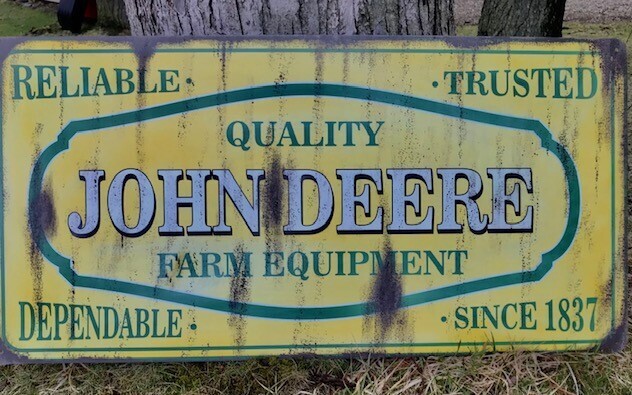 RELIABLE · · TRUSTED
QUALITY
JOHN DEERE
FARM EQUIPMENT
DEPENDABLE · · SINCE 1837